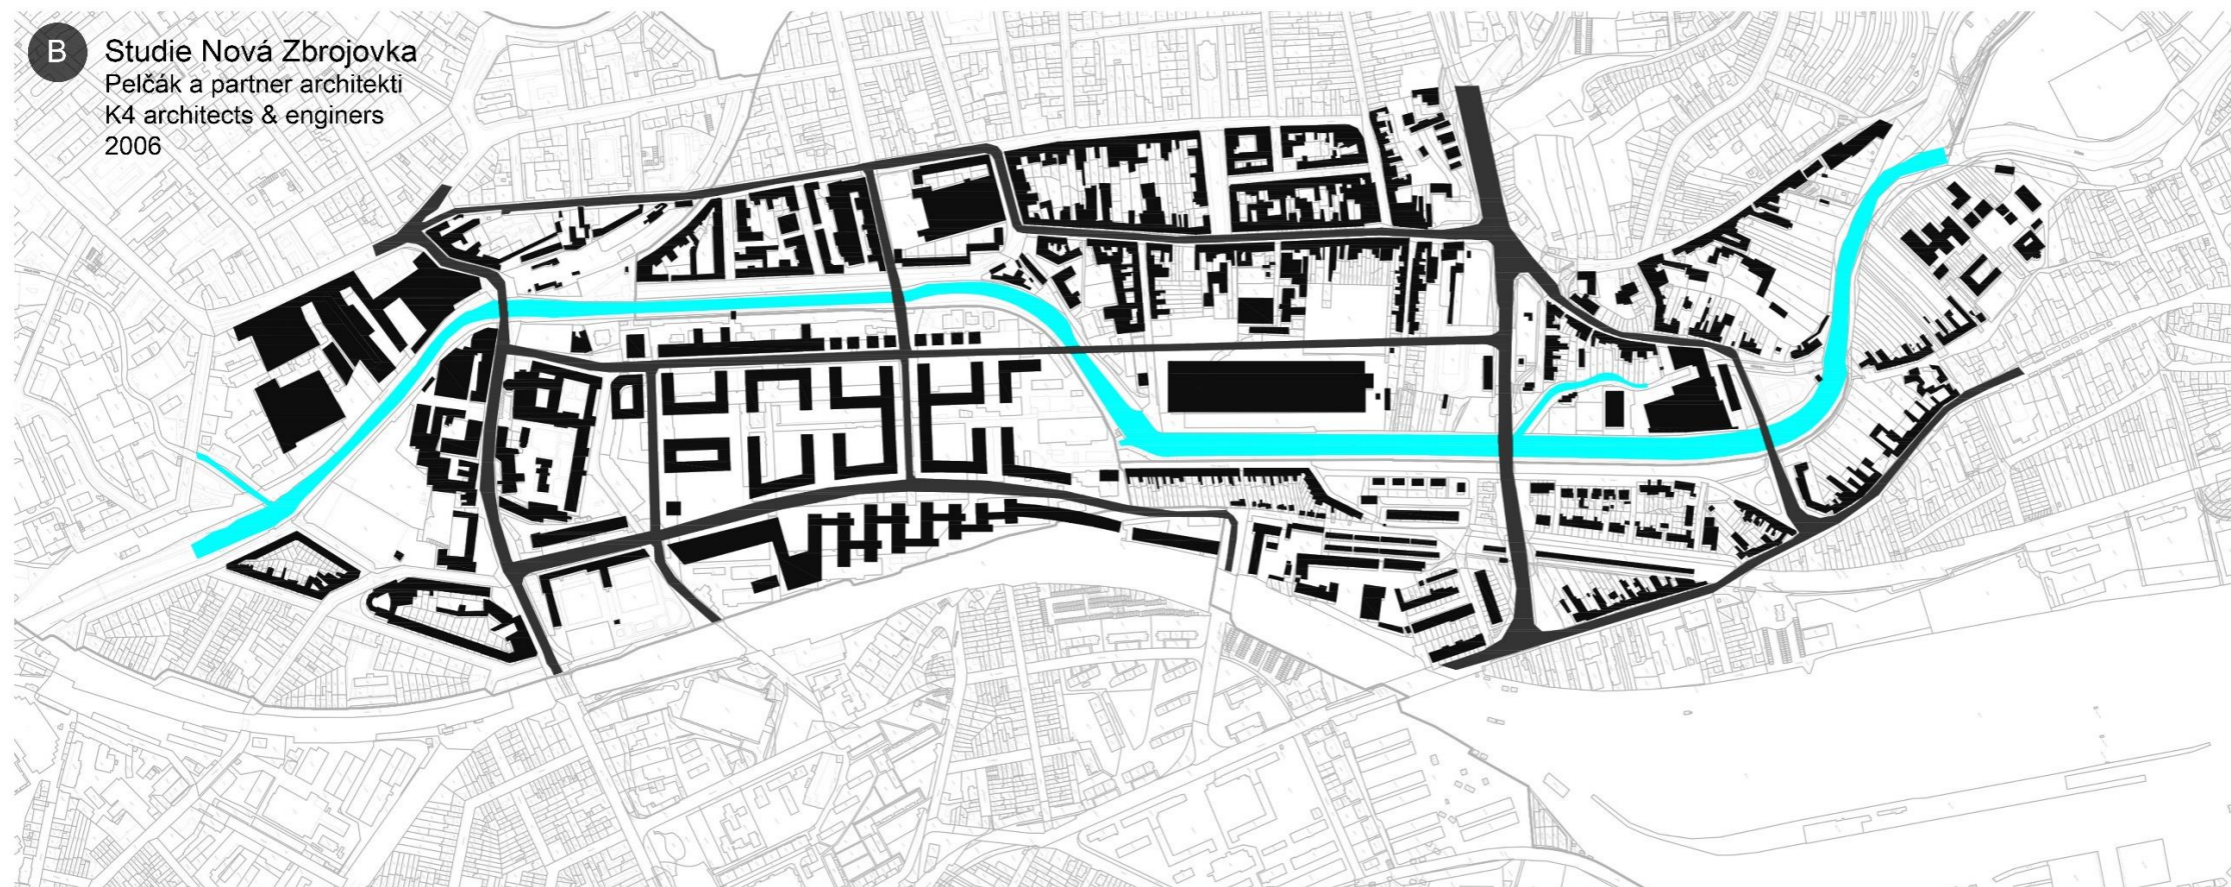 B
Studie Nová Zbrojovka
Pelčák a partner architekti
K4 architects & enginers
2006